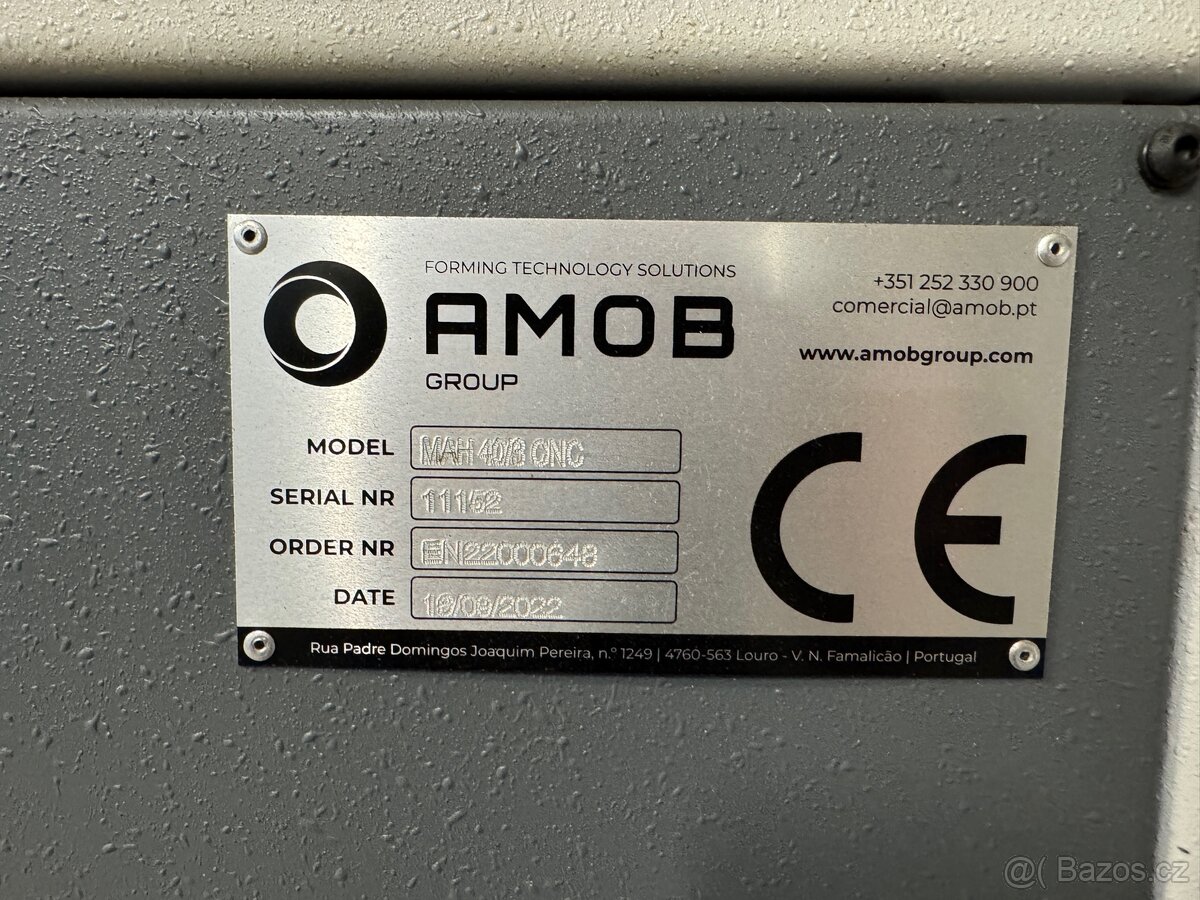 FORMING TECHNOLOGY SOLUTIONS
AMOB
GROUP
+351 252 330 900
comercial@amob.pt
www.amobgroup.com
MODEL MAH 40/3 CNC
SERIAL NR 111/52
ORDER NR EN22000648
DATE 16/09/2022
CE
Rua Padre Domingos Joaquim Pereira, n.º 1249 | 4760-563 Louro - V. N. Famalicão | Portugal
@( Bazos.cz